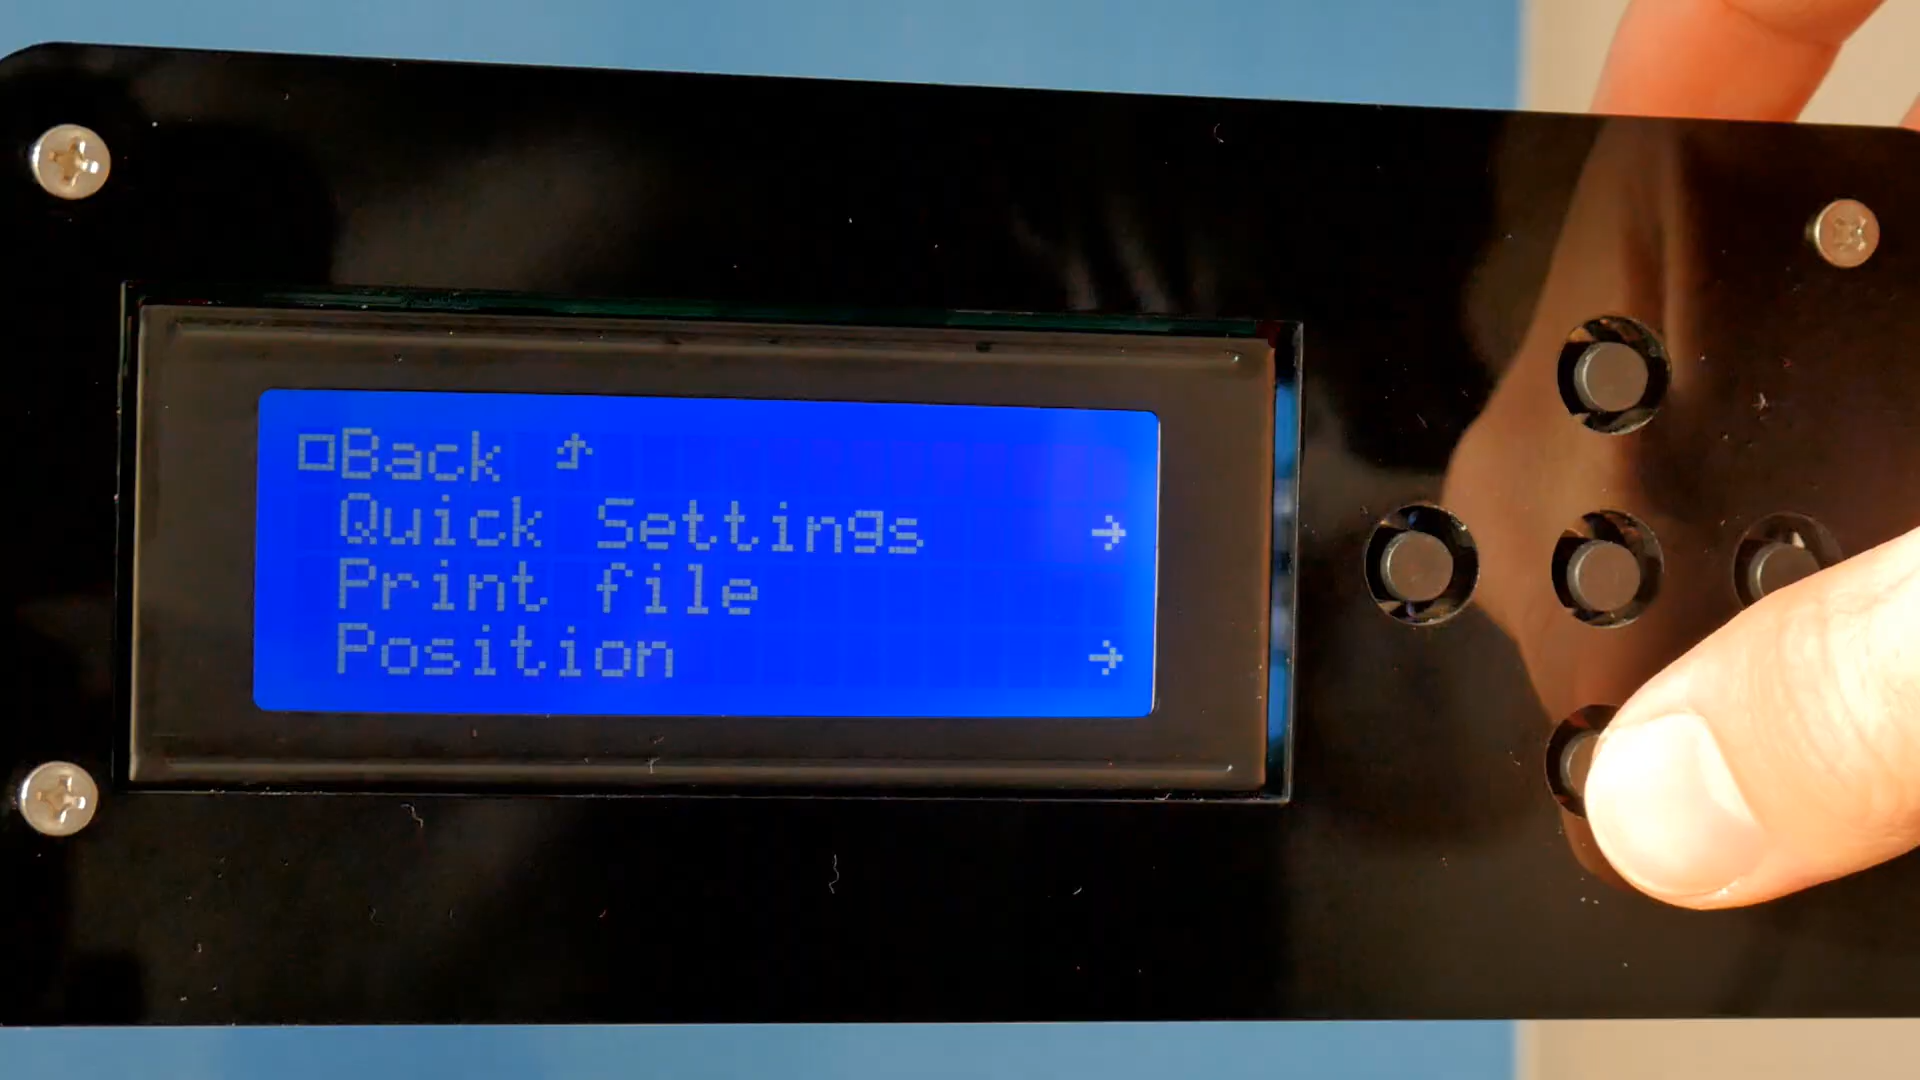 □Back ⮥
Quick Settings →
Print file
Position →